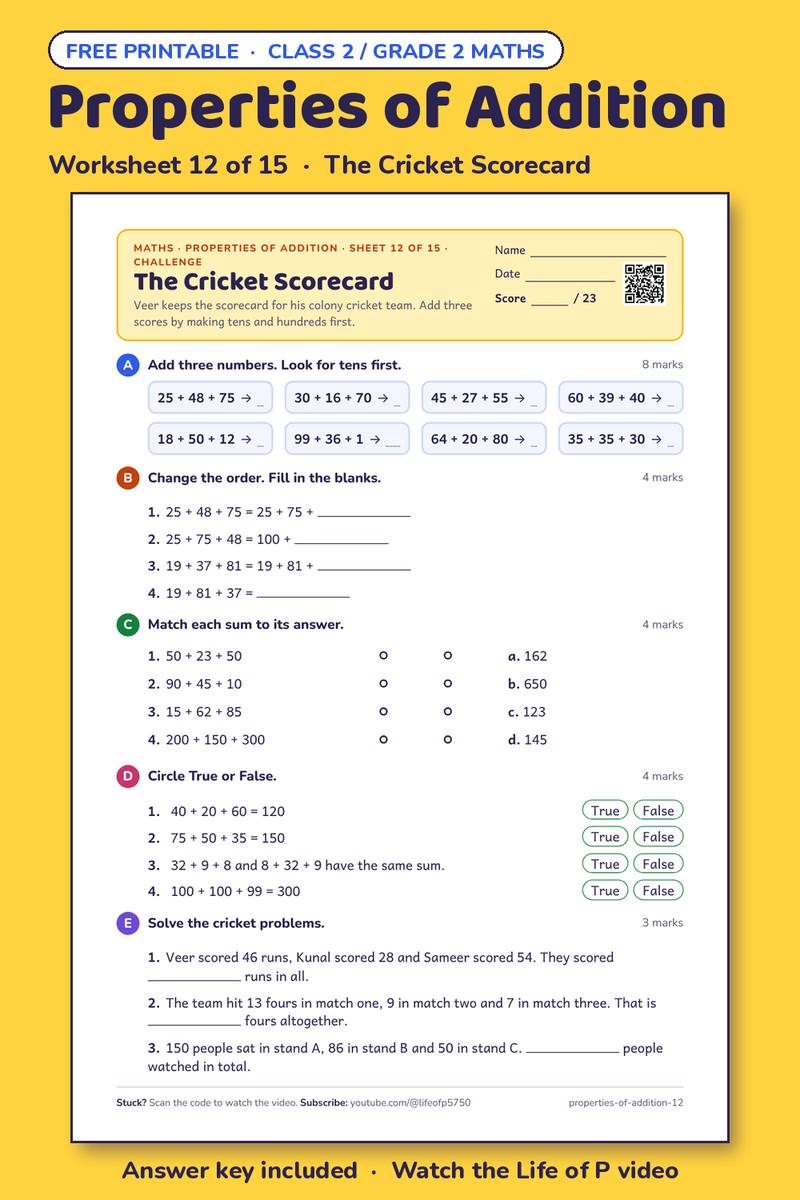 FREE PRINTABLE · CLASS 2 / GRADE 2 MATHS
Properties of Addition
Worksheet 12 of 15 · The Cricket Scorecard
MATHS · PROPERTIES OF ADDITION · SHEET 12 OF 15 ·
CHALLENGE
The Cricket Scorecard
Veer keeps the scorecard for his colony cricket team. Add three
scores by making tens and hundreds first.
Name ____________
Date ____________
Score _____ / 23
A Add three numbers. Look for tens first. 8 marks
25 + 48 + 75 → _ 30 + 16 + 70 → _ 45 + 27 + 55 → _ 60 + 39 + 40 → _
18 + 50 + 12 → _ 99 + 36 + 1 → __ 64 + 20 + 80 → _ 35 + 35 + 30 → _
B Change the order. Fill in the blanks. 4 marks
1. 25 + 48 + 75 = 25 + 75 + ____________
2. 25 + 75 + 48 = 100 + ____________
3. 19 + 37 + 81 = 19 + 81 + ____________
4. 19 + 81 + 37 = ____________
C Match each sum to its answer. 4 marks
1. 50 + 23 + 50 a. 162
2. 90 + 45 + 10 b. 650
3. 15 + 62 + 85 c. 123
4. 200 + 150 + 300 d. 145
D Circle True or False. 4 marks
1. 40 + 20 + 60 = 120 True False
2. 75 + 50 + 35 = 150 True False
3. 32 + 9 + 8 and 8 + 32 + 9 have the same sum. True False
4. 100 + 100 + 99 = 300 True False
E Solve the cricket problems. 3 marks
1. Veer scored 46 runs, Kunal scored 28 and Sameer scored 54. They scored
____________ runs in all.
2. The team hit 13 fours in match one, 9 in match two and 7 in match three. That is
____________ fours altogether.
3. 150 people sat in stand A, 86 in stand B and 50 in stand C. ____________ people
watched in total.
Stuck? Scan the code to watch the video. Subscribe: youtube.com/@lifeofp5750 properties-of-addition-12
Answer key included · Watch the Life of P video